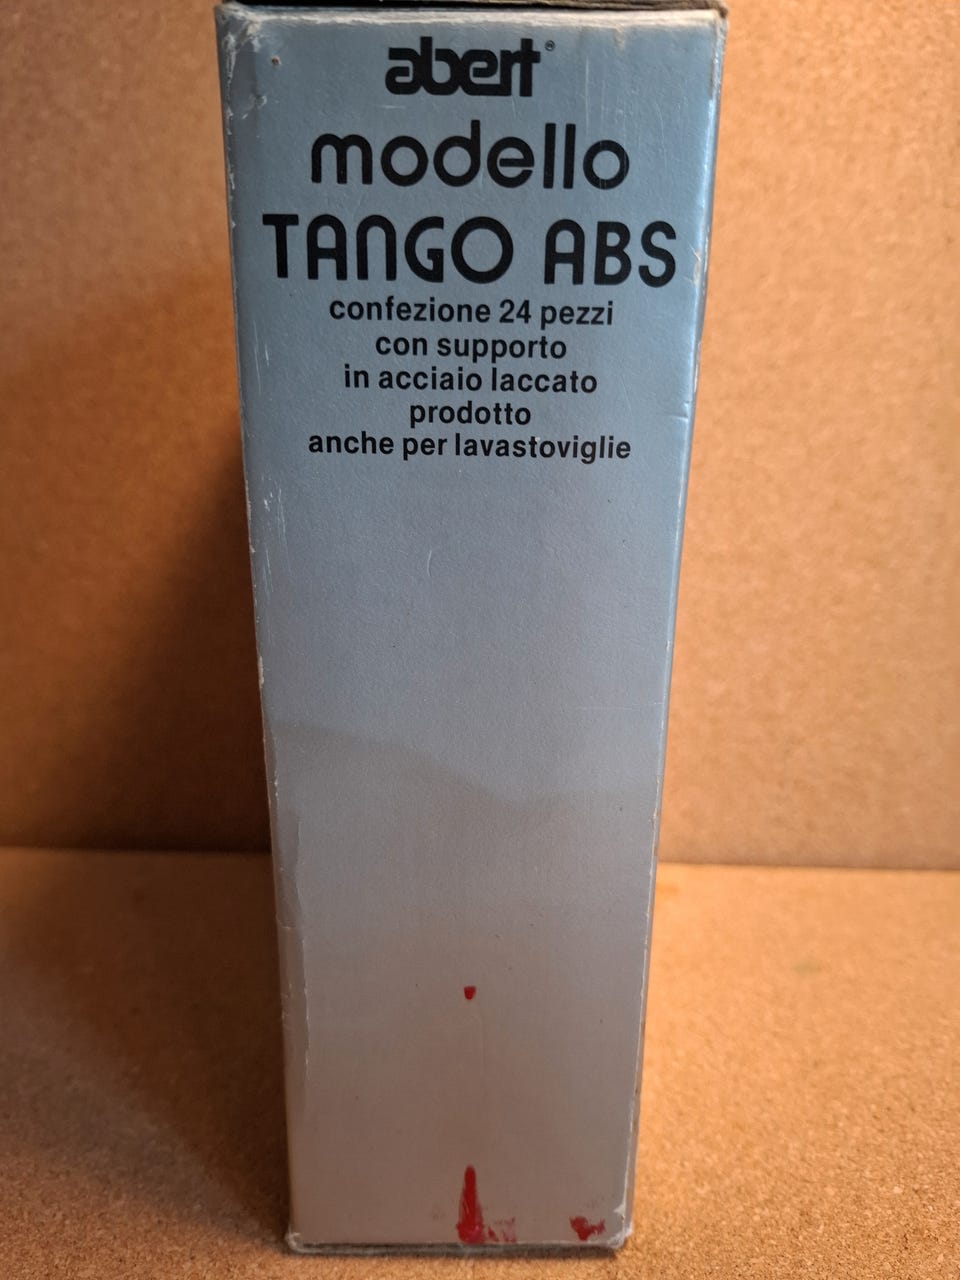 abert®
modello
TANGO ABS
confezione 24 pezzi
con supporto
in acciaio laccato
prodotto
anche per lavastoviglie